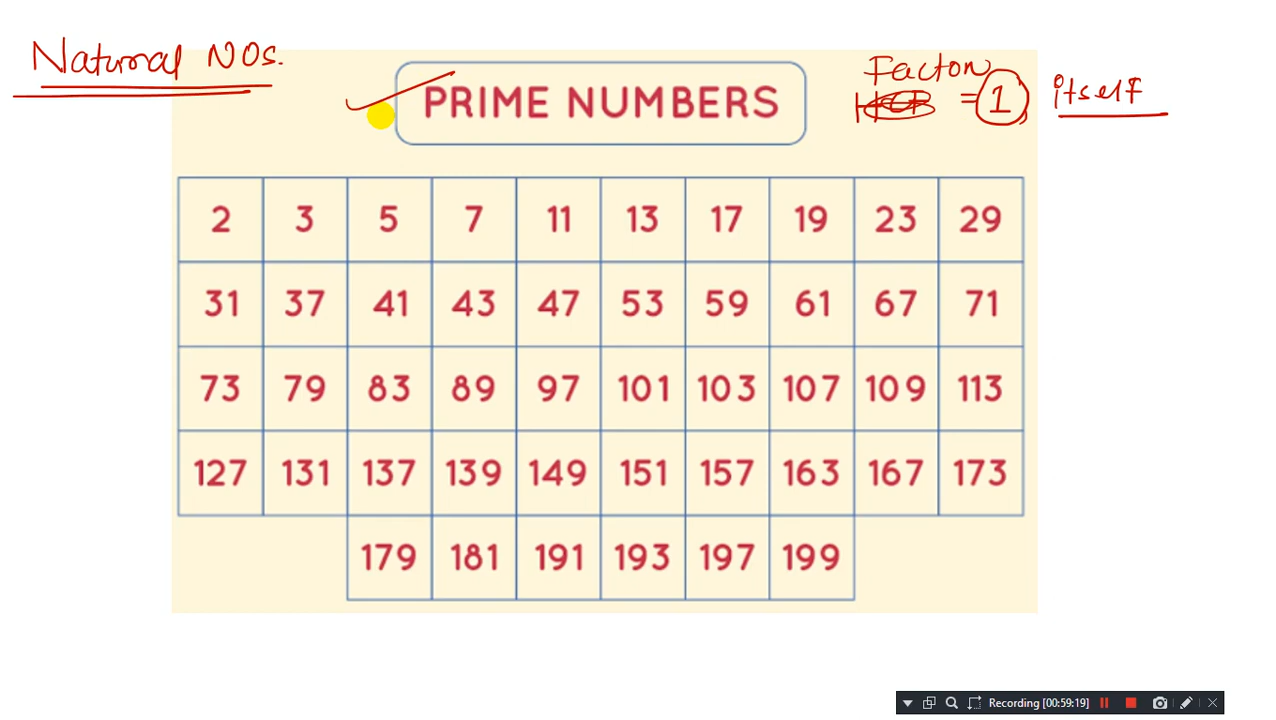 Natural NOs.
PRIME NUMBERS
Factors
= 1, itself
2 3 5 7 11 13 17 19 23 29
31 37 41 43 47 53 59 61 67 71
73 79 83 89 97 101 103 107 109 113
127 131 137 139 149 151 157 163 167 173
179 181 191 193 197 199
Recording [00:59:19]